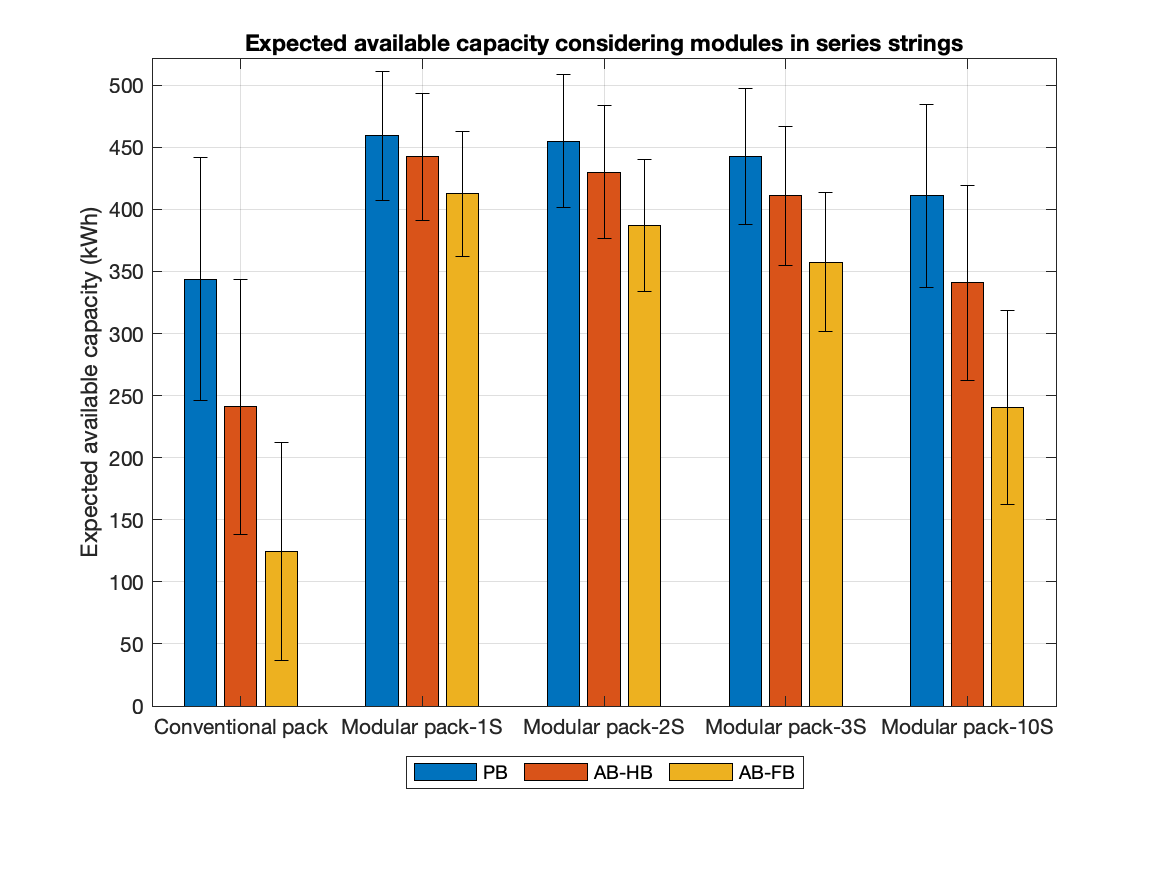 Expected available capacity considering modules in series strings
Expected available capacity (kWh)
500
450
400
350
300
250
200
150
100
50
0
Conventional pack Modular pack-1S Modular pack-2S Modular pack-3S Modular pack-10S
PB AB-HB AB-FB